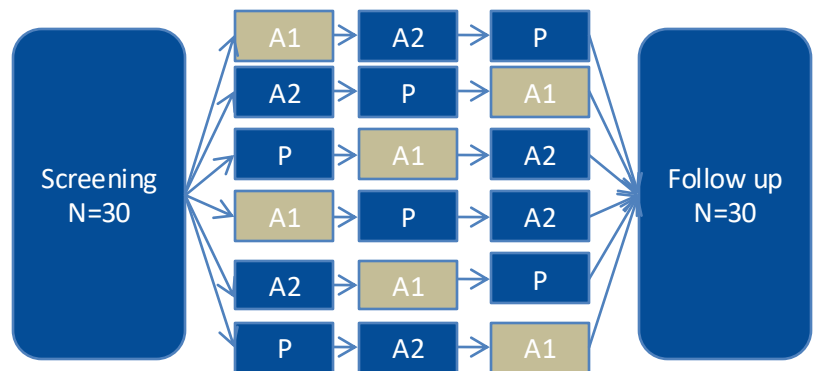 Screening
N=30
A1 A2 P
A2 P A1
P A1 A2
A1 P A2
A2 A1 P
P A2 A1
Follow up
N=30